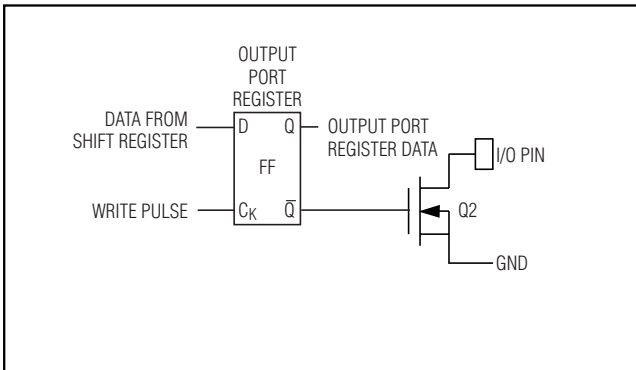 OUTPUT
PORT
REGISTER
DATA FROM
SHIFT REGISTER
D
Q
OUTPUT PORT
REGISTER DATA
FF
I/O PIN
WRITE PULSE
CK
Q̅
Q2
GND